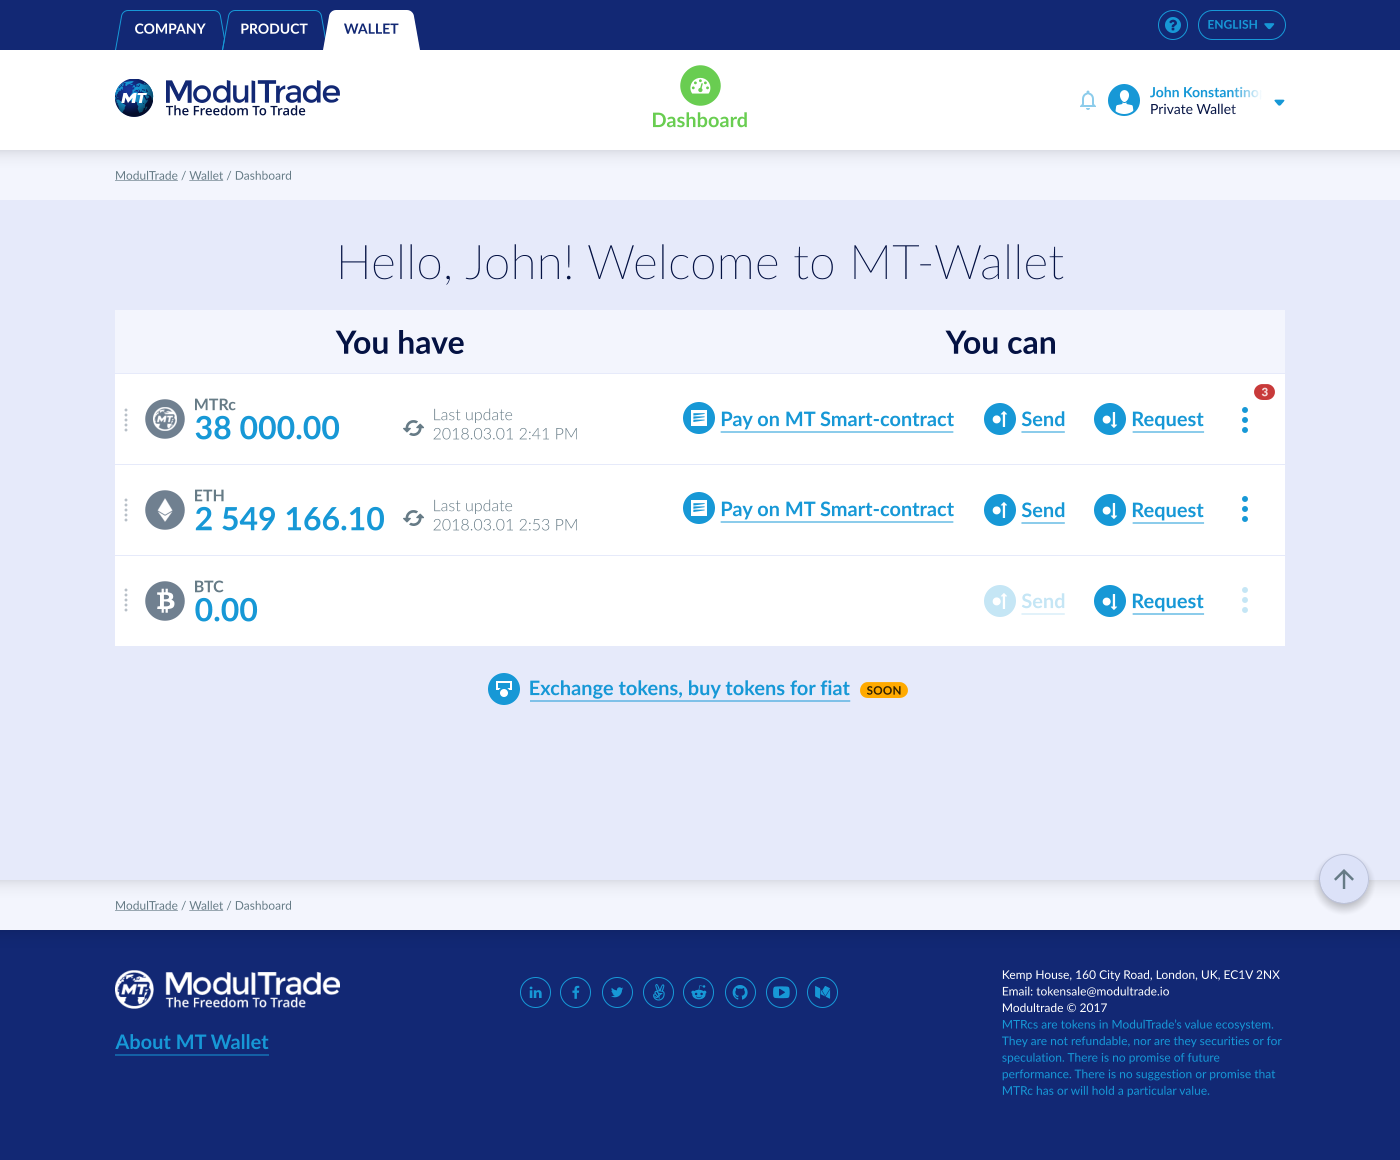 COMPANY PRODUCT WALLET ENGLISH
MT ModulTrade
The Freedom To Trade
Dashboard
John Konstantino
Private Wallet
ModulTrade / Wallet / Dashboard
Hello, John! Welcome to MT-Wallet
You have You can
3
MTRc
38 000.00
Last update
2018.03.01 2:41 PM
Pay on MT Smart-contract Send Request
ETH
2 549 166.10
Last update
2018.03.01 2:53 PM
Pay on MT Smart-contract Send Request
BTC
0.00
Send Request
Exchange tokens, buy tokens for fiat SOON
ModulTrade / Wallet / Dashboard
MT ModulTrade
The Freedom To Trade
About MT Wallet
Kemp House, 160 City Road, London, UK, EC1V 2NX
Email: tokensale@modultrade.io
Modultrade © 2017
MTRcs are tokens in ModulTrade's value ecosystem.
They are not refundable, nor are they securities or for
speculation. There is no promise of future
performance. There is no suggestion or promise that
MTRc has or will hold a particular value.